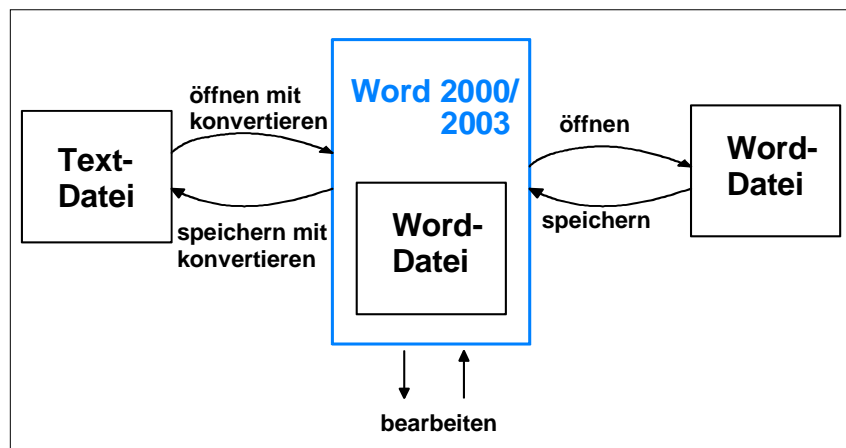 öffnen mit
konvertieren
Text-
Datei
speichern mit
konvertieren
Word 2000/
2003
Word-
Datei
bearbeiten
öffnen
speichern
Word-
Datei